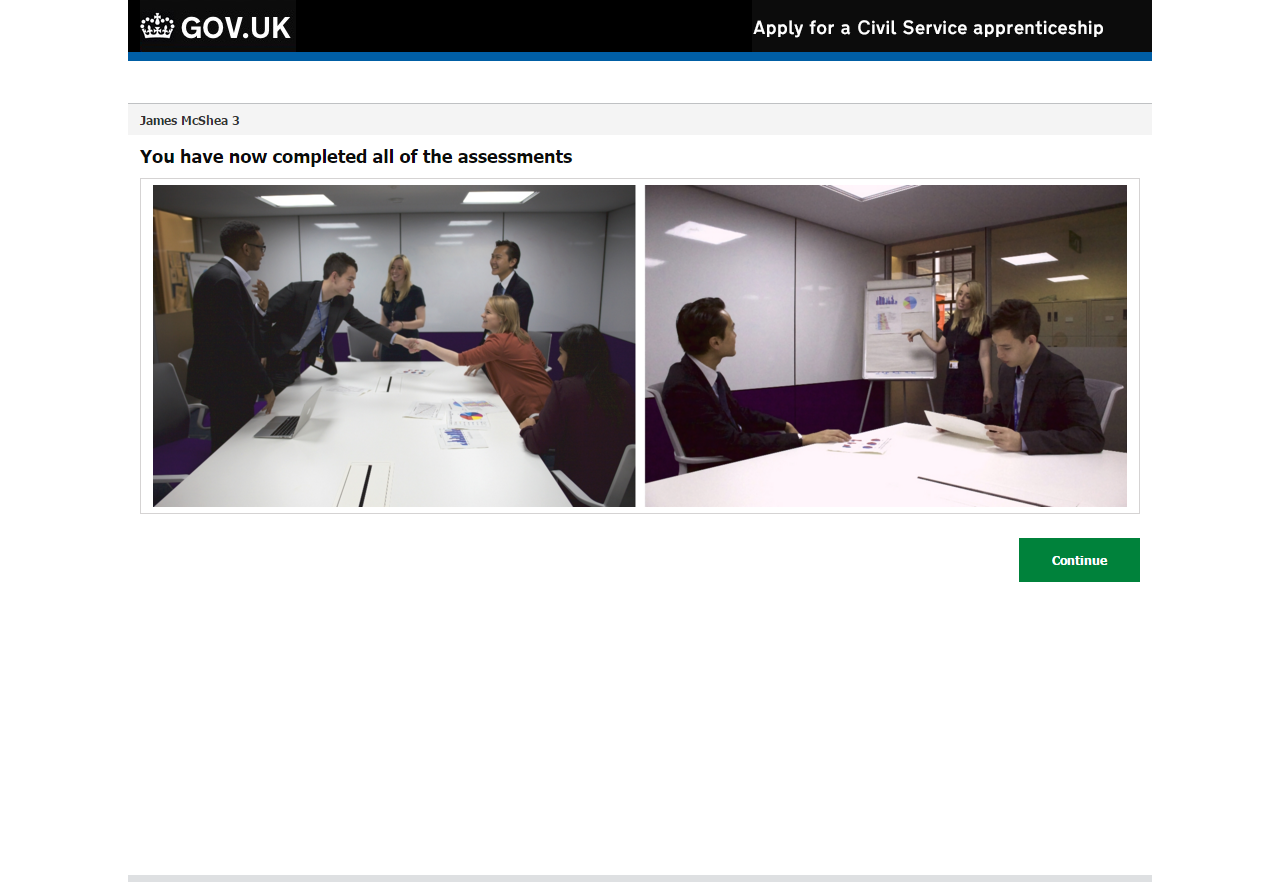 GOV.UK
Apply for a Civil Service apprenticeship
James McShea 3
You have now completed all of the assessments
Continue